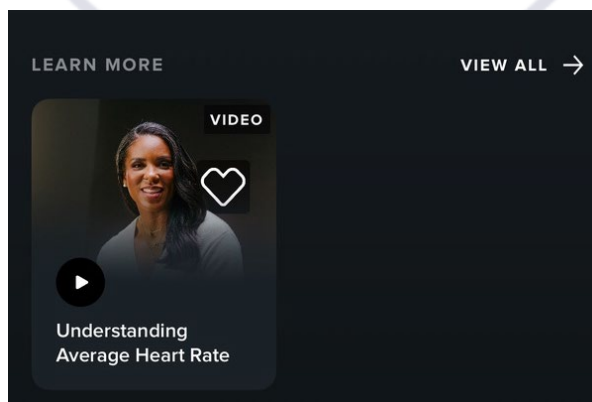 LEARN MORE
VIEW ALL
VIDEO
Understanding
Average Heart Rate